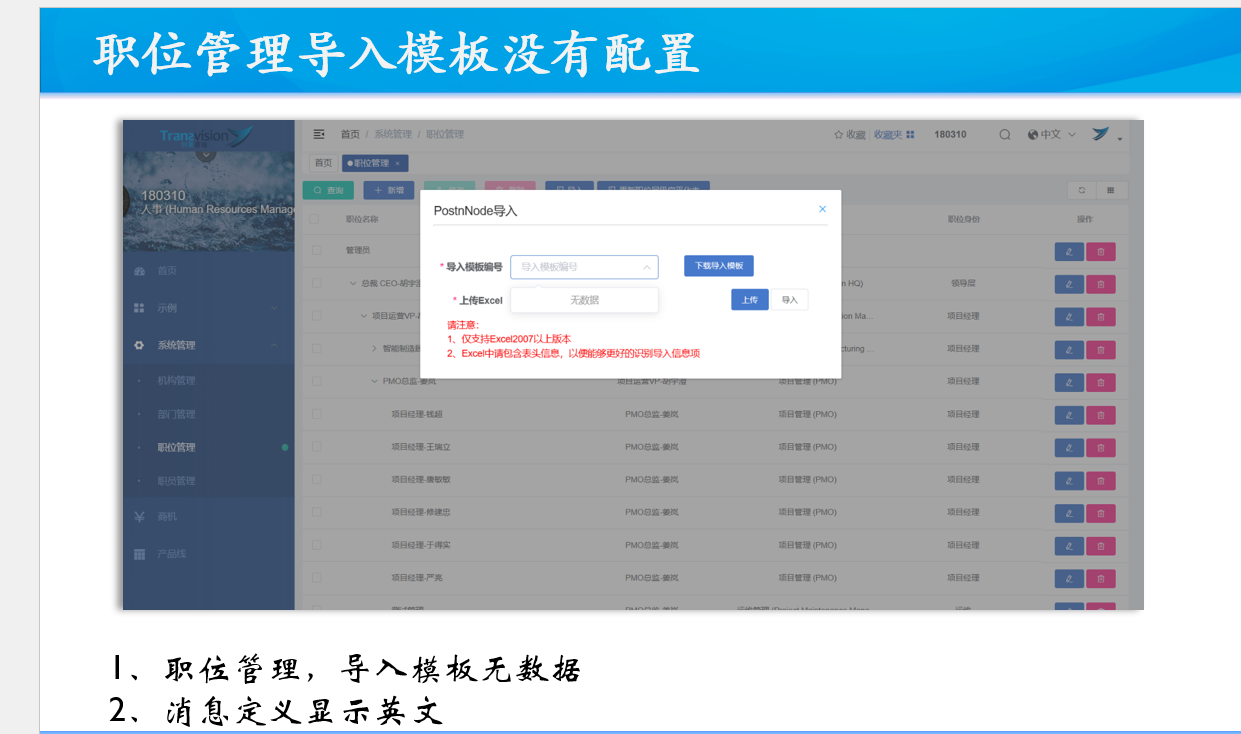 职位管理导入模板没有配置
Transvision
首页 / 系统管理 / 职位管理
收藏 收藏夹 180310 中文
首页 职位管理 ×
查询 + 新增
180310
人事 (Human Resources Manag
PostnNode导入
职位名称 职位身份 操作
管理员
* 导入模板编号 导入模板编号 下载导入模板
首页
总裁 CEO-胡宇 n HQ) 领导层
* 上传Excel 无数据 上传 导入
示例
项目运营VP- ion Ma... 项目经理
请注意:
1、仅支持Excel2007以上版本
2、Excel中请包含表头信息，以便能够更好的识别导入信息项
系统管理
智能制造 cturing ... 项目经理
机构管理
PMO总监-姜岚 项目管理 (PMO) 项目经理
部门管理
项目经理-钱超 PMO总监-姜岚 项目管理 (PMO) 项目经理
职位管理
项目经理-王瑞立 PMO总监-姜岚 项目管理 (PMO) 项目经理
职员管理
项目经理-唐敏敏 PMO总监-姜岚 项目管理 (PMO) 项目经理
商机
项目经理-修建忠 PMO总监-姜岚 项目管理 (PMO) 项目经理
产品线
项目经理-于得实 PMO总监-姜岚 项目管理 (PMO) 项目经理
项目经理-严亮 PMO总监-姜岚 项目管理 (PMO) 项目经理
1、职位管理，导入模板无数据
2、消息定义显示英文